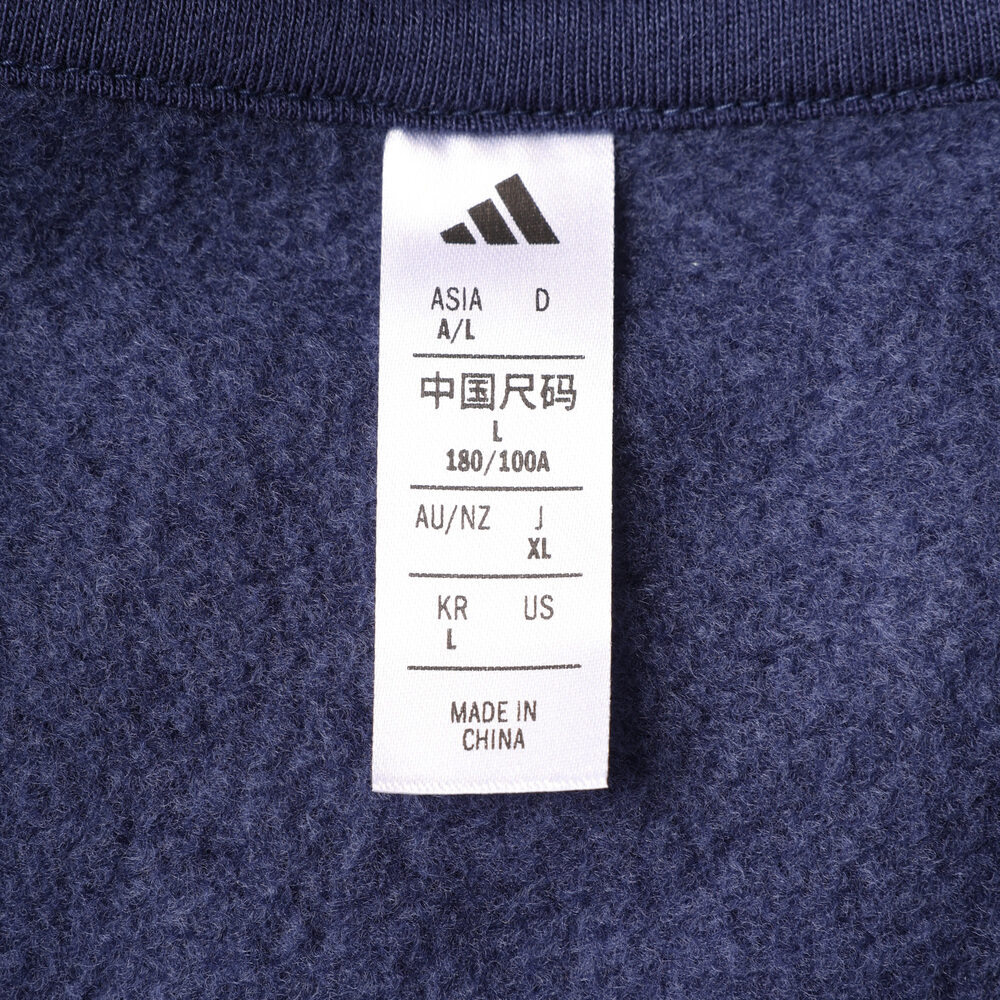 ASIA D
A/L
中国尺码
L
180/100A
AU/NZ J
XL
KR US
L
MADE IN
CHINA